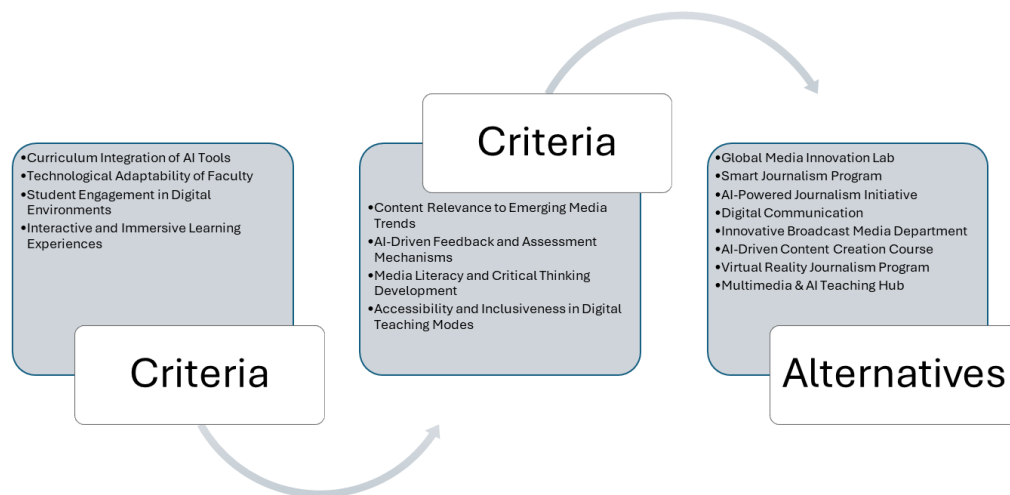 •Curriculum Integration of AI Tools
•Technological Adaptability of Faculty
•Student Engagement in Digital
Environments
•Interactive and Immersive Learning
Experiences
Criteria
Criteria
•Content Relevance to Emerging Media
Trends
•AI-Driven Feedback and Assessment
Mechanisms
•Media Literacy and Critical Thinking
Development
•Accessibility and Inclusiveness in Digital
Teaching Modes
•Global Media Innovation Lab
•Smart Journalism Program
•AI-Powered Journalism Initiative
•Digital Communication
•Innovative Broadcast Media Department
•AI-Driven Content Creation Course
•Virtual Reality Journalism Program
•Multimedia & AI Teaching Hub
Alternatives